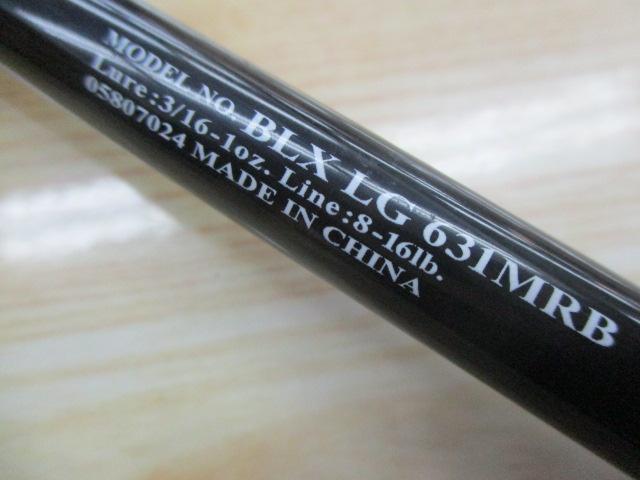 MODEL NO. BLX LG 631MRB
Lure:3/16-1oz. Line:8-16lb.
05807024 MADE IN CHINA